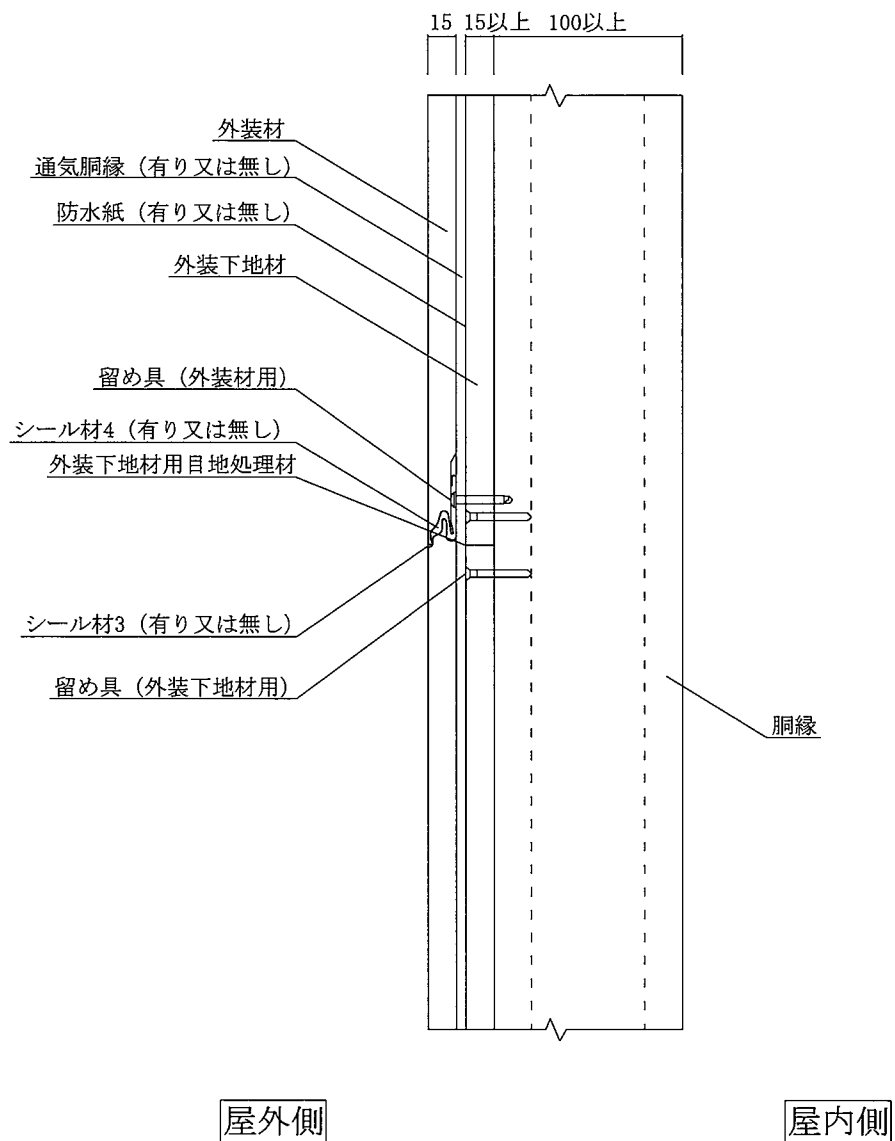 15 15以上 100以上
外装材
通気胴縁（有り又は無し）
防水紙（有り又は無し）
外装下地材
留め具（外装材用）
シール材4（有り又は無し）
外装下地材用目地処理材
シール材3（有り又は無し）
留め具（外装下地材用）
胴縁
屋外側
屋内側